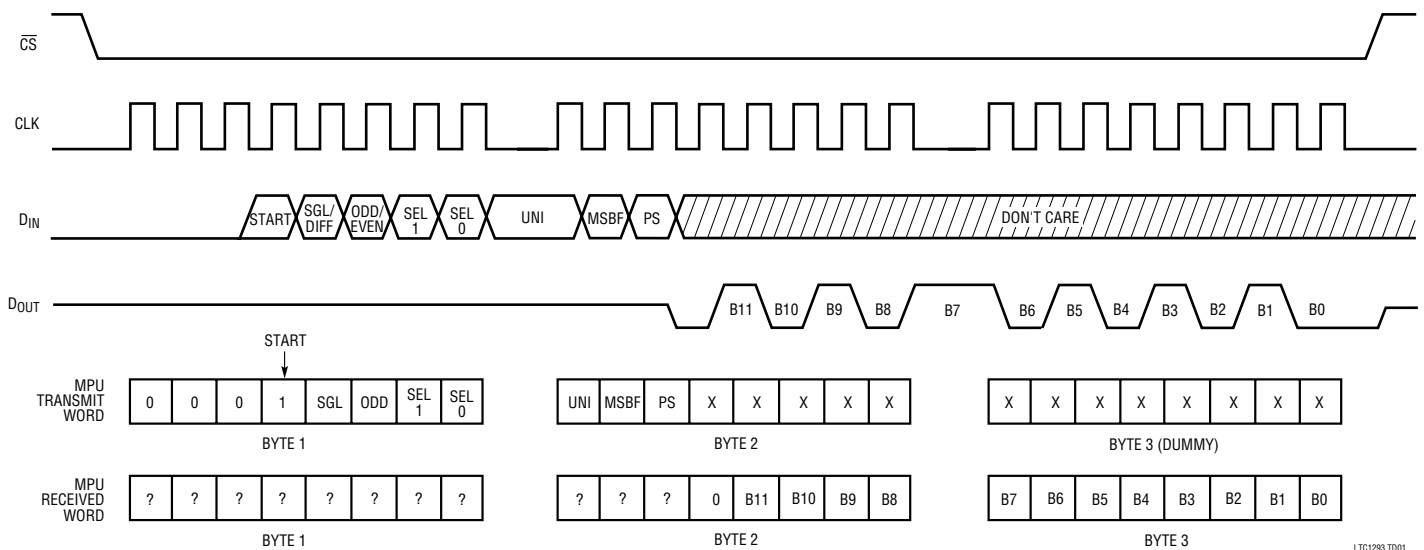 CS
CLK
DIN
START SGL/DIFF ODD/EVEN SEL 1 SEL 0 UNI MSBF PS DON'T CARE
DOUT
B11 B10 B9 B8 B7 B6 B5 B4 B3 B2 B1 B0
START
MPU TRANSMIT WORD
0 0 0 1 SGL ODD SEL 1 SEL 0
UNI MSBF PS X X X X X
X X X X X X X X
BYTE 1
BYTE 2
BYTE 3 (DUMMY)
MPU RECEIVED WORD
? ? ? ? ? ? ? ?
? ? ? 0 B11 B10 B9 B8
B7 B6 B5 B4 B3 B2 B1 B0
BYTE 1
BYTE 2
BYTE 3
LTC1293 TD01